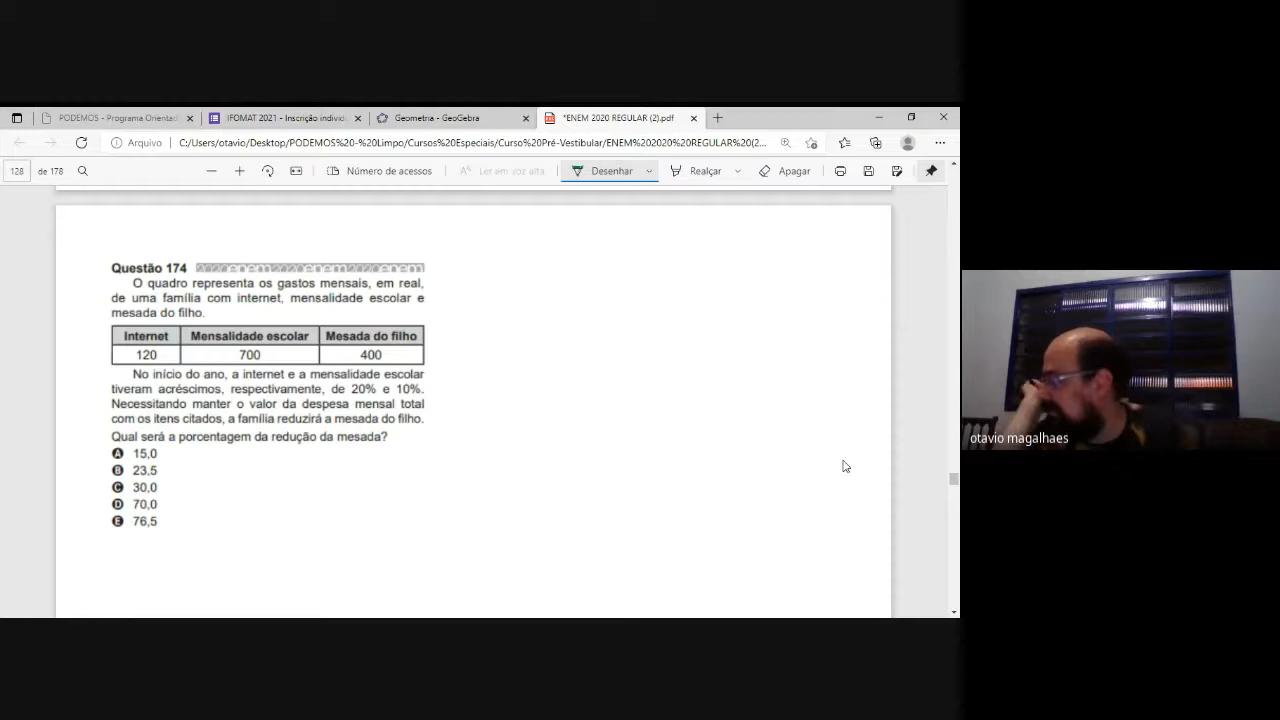 PODEMOS - Programa Orientad
IFOMAT 2021 - Inscrição individ
Geometria - GeoGebra
*ENEM 2020 REGULAR (2).pdf
Arquivo
C:/Users/otavio/Desktop/PODEMOS%20-%20Limpo/Cursos%20Especiais/Curso%20Pré-Vestibular/ENEM%202020%20REGULAR%20(2...
128
de 178
Número de acessos
Ler em voz alta
Desenhar
Realçar
Apagar
Questão 174 2020enem2020enem2020enem
O quadro representa os gastos mensais, em real,
de uma família com internet, mensalidade escolar e
mesada do filho.
Internet Mensalidade escolar Mesada do filho
120 700 400
No início do ano, a internet e a mensalidade escolar
tiveram acréscimos, respectivamente, de 20% e 10%.
Necessitando manter o valor da despesa mensal total
com os itens citados, a família reduzirá a mesada do filho.
Qual será a porcentagem da redução da mesada?
A 15,0
B 23,5
C 30,0
D 70,0
E 76,5
otavio magalhaes